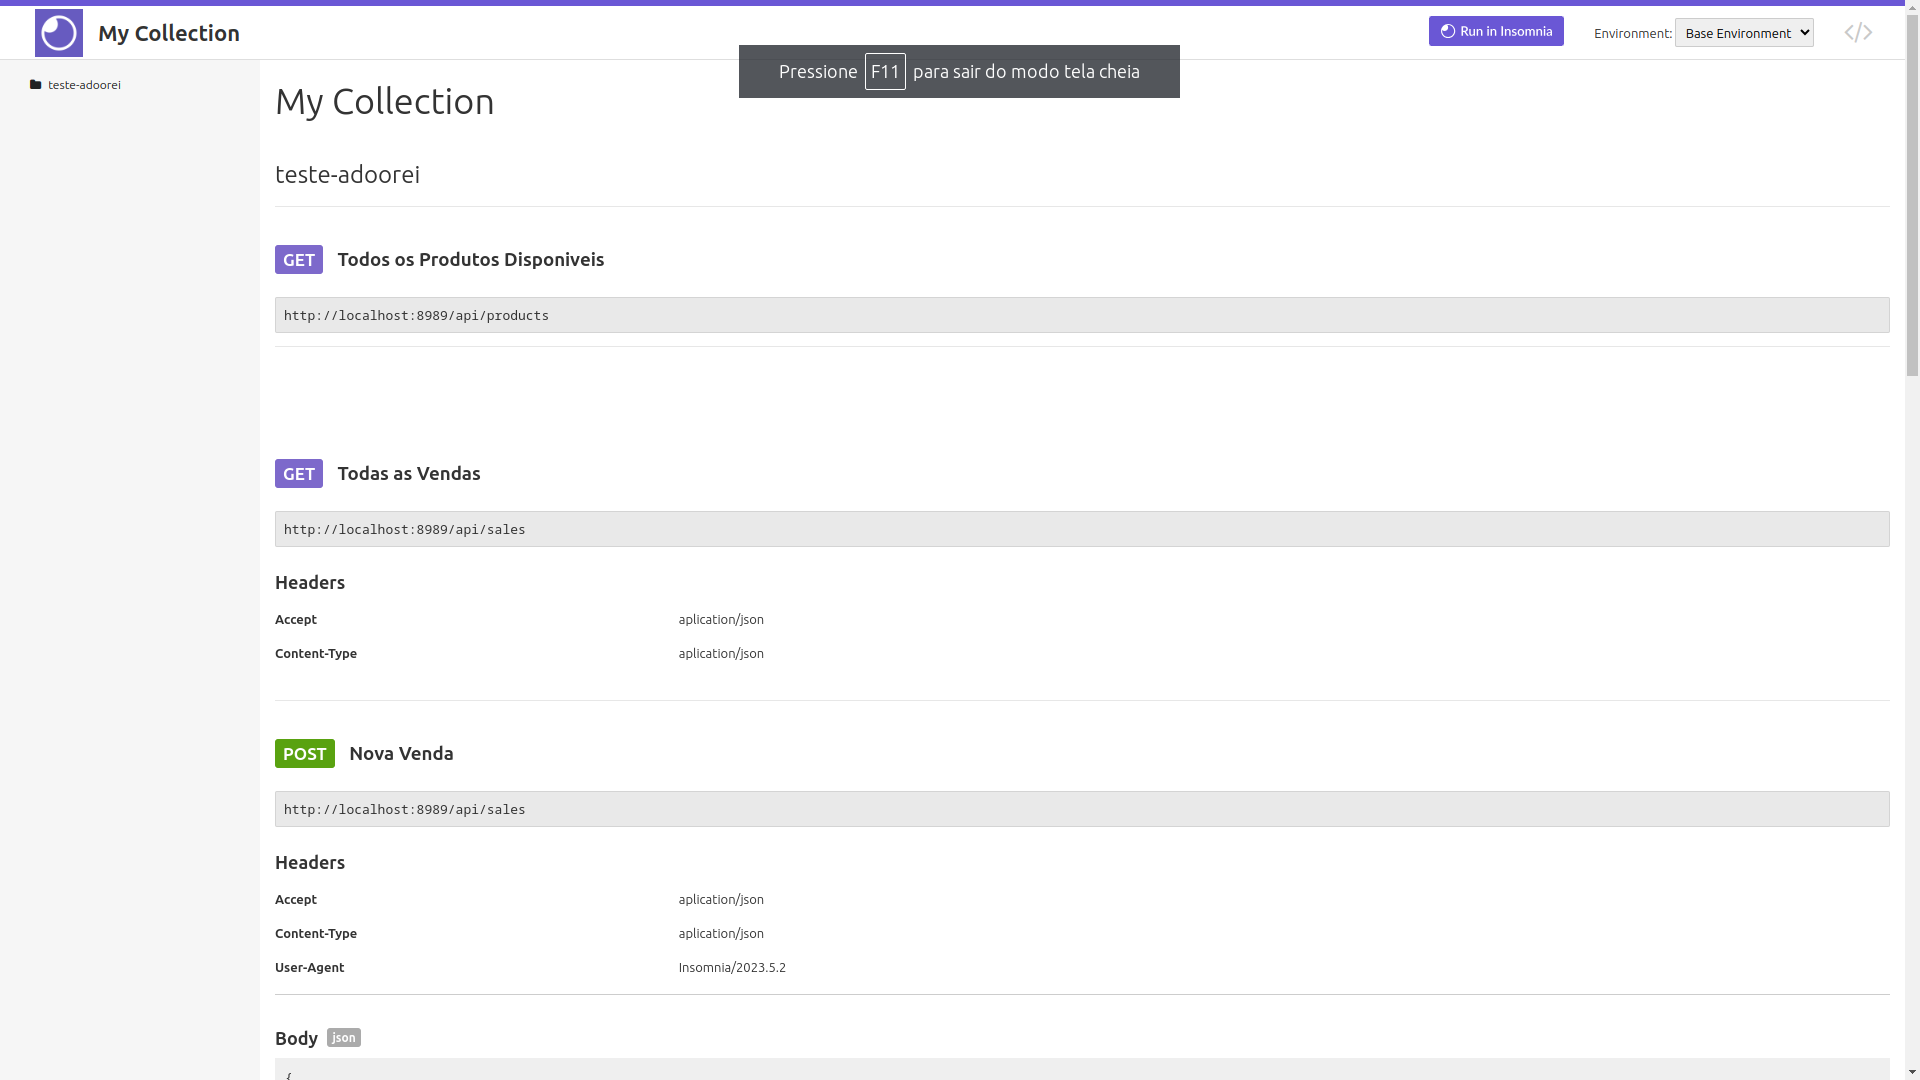 My Collection
Run in Insomnia
Environment: Base Environment
Pressione F11 para sair do modo tela cheia
teste-adoorei
My Collection
teste-adoorei
GET Todos os Produtos Disponiveis
http://localhost:8989/api/products
GET Todas as Vendas
http://localhost:8989/api/sales
Headers
Accept aplication/json
Content-Type aplication/json
POST Nova Venda
http://localhost:8989/api/sales
Headers
Accept aplication/json
Content-Type aplication/json
User-Agent Insomnia/2023.5.2
Body json
{